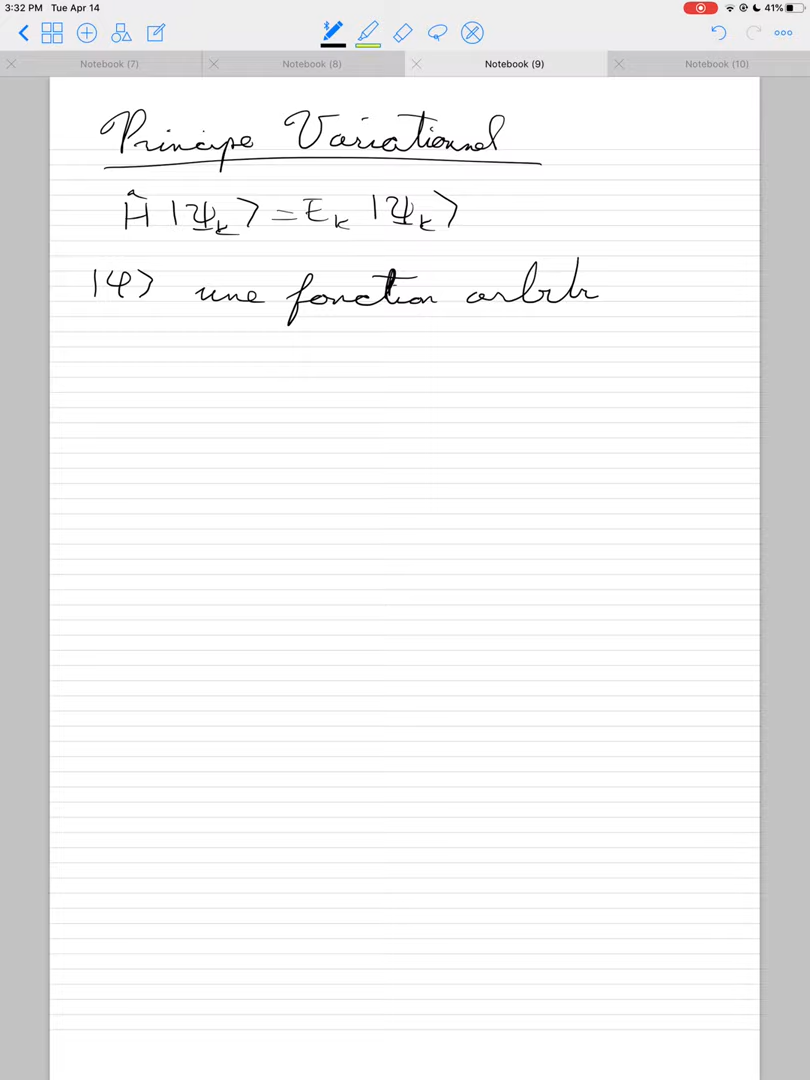 3:32 PM Tue Apr 14 41%
Notebook (7) Notebook (8) Notebook (9) Notebook (10)
Principe Variationnel
Ĥ |Ψₖ⟩ = Eₖ |Ψₖ⟩
|φ⟩ une fonction arbitr